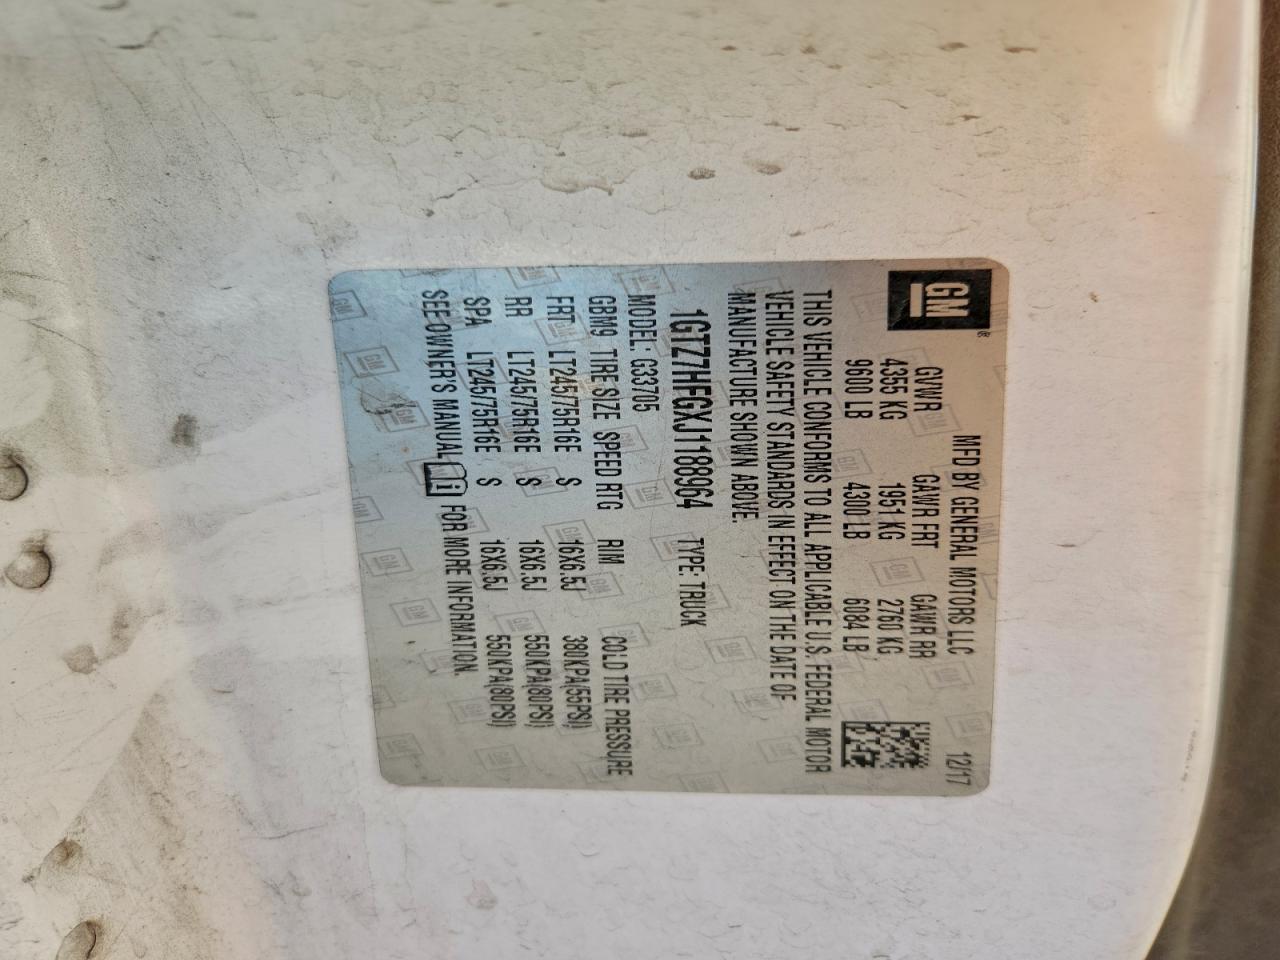 GM®
MFD BY GENERAL MOTORS LLC 12/17
GVWR GAWR FRT GAWR RR
4355 KG 1951 KG 2760 KG
9600 LB 4300 LB 6084 LB
THIS VEHICLE CONFORMS TO ALL APPLICABLE U.S. FEDERAL MOTOR
VEHICLE SAFETY STANDARDS IN EFFECT ON THE DATE OF
MANUFACTURE SHOWN ABOVE.
1GTZ7HFGXJ1188964 TYPE: TRUCK
MODEL: G33705
GBM9 TIRE SIZE SPEED RTG RIM COLD TIRE PRESSURE
FRT LT245/75R16E S 16X6.5J 380KPA(55PSI)
RR LT245/75R16E S 16X6.5J 550KPA(80PSI)
SPA LT245/75R16E S 16X6.5J 550KPA(80PSI)
SEE OWNER'S MANUAL i FOR MORE INFORMATION.